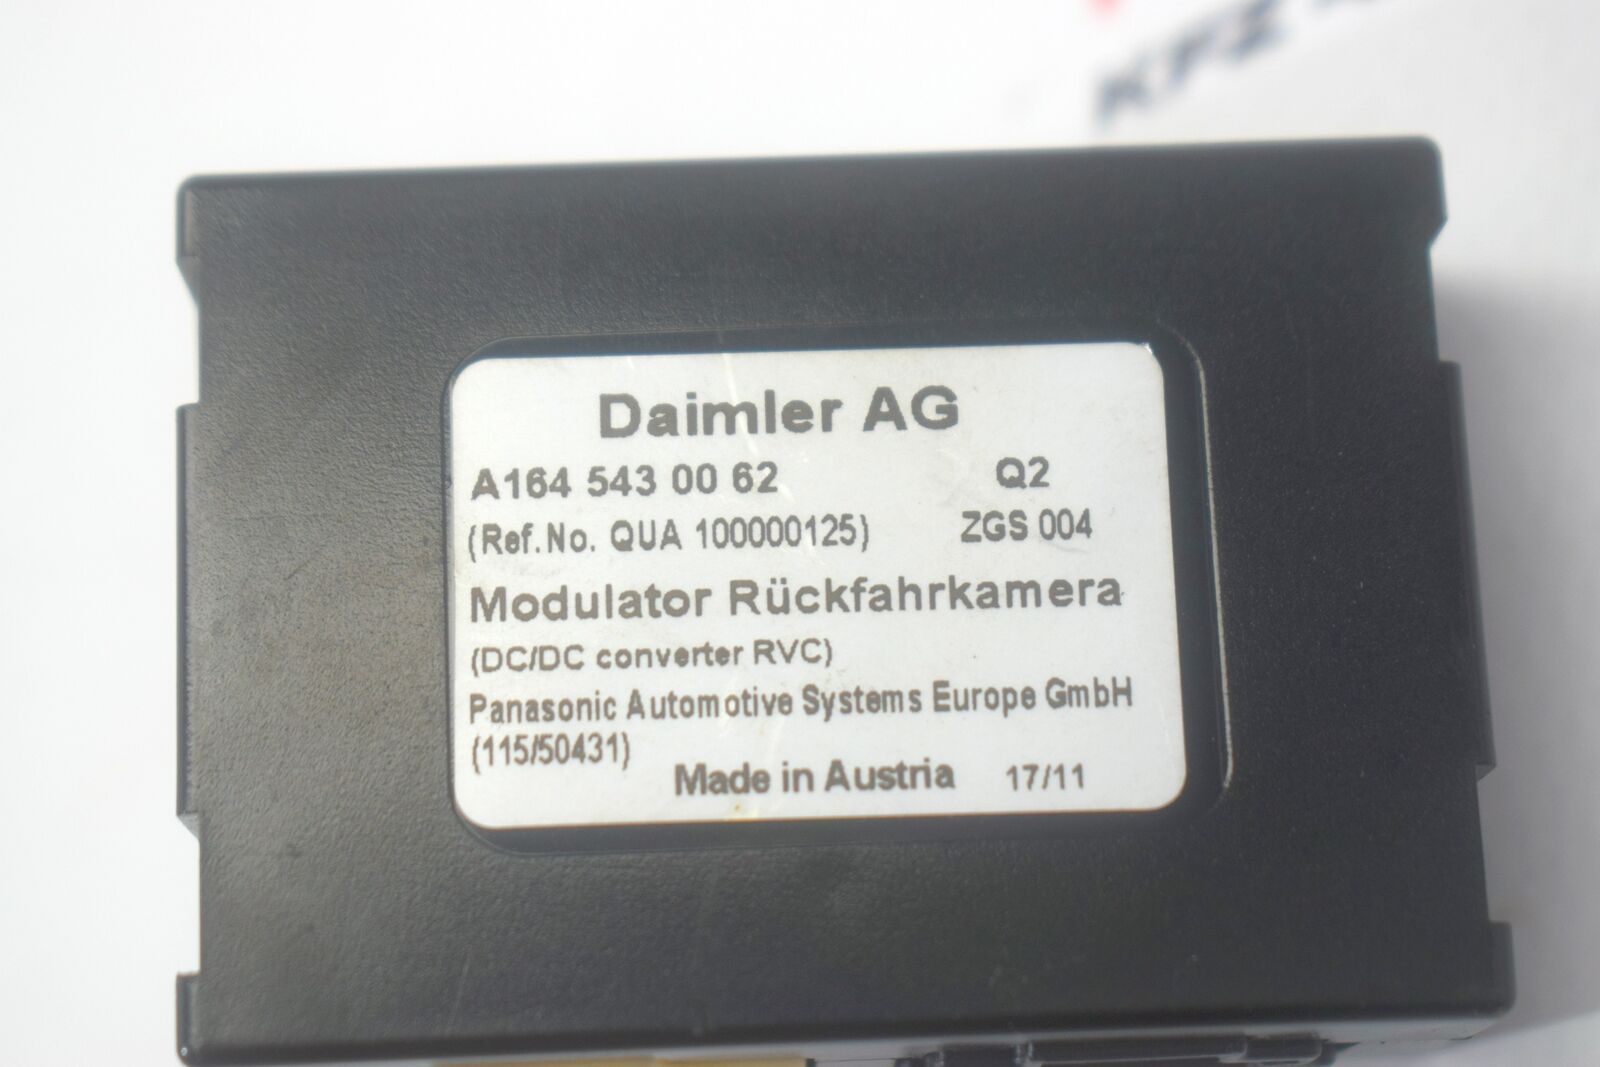 KFZ
Daimler AG
A164 543 00 62 Q2
(Ref.No. QUA 100000125) ZGS 004
Modulator Rückfahrkamera
(DC/DC converter RVC)
Panasonic Automotive Systems Europe GmbH
(115/50431)
Made in Austria 17/11